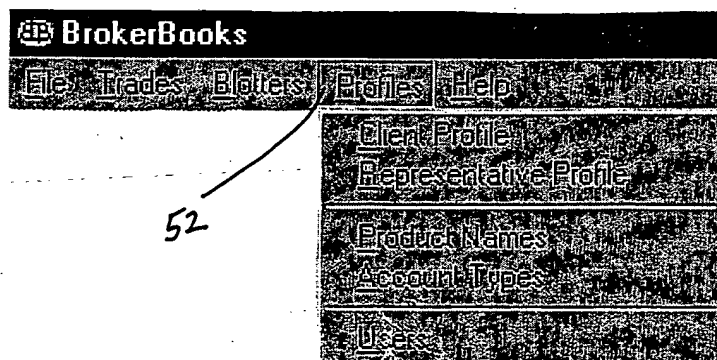 BrokerBooks
File Trades Blotters Profiles Help
Client Profile
Representative Profile
52
Product Names
Account Types
Users